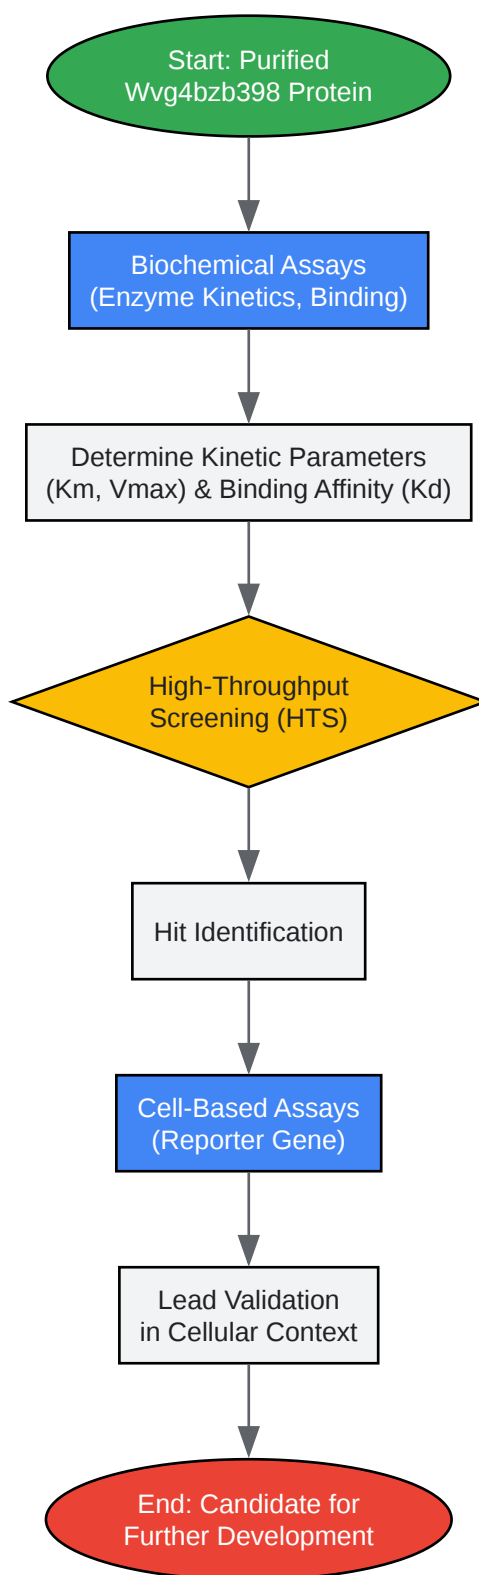 Start: Purified
Wvg4bzb398 Protein
Biochemical Assays
(Enzyme Kinetics, Binding)
Determine Kinetic Parameters
(Km, Vmax) & Binding Affinity (Kd)
High-Throughput
Screening (HTS)
Hit Identification
Cell-Based Assays
(Reporter Gene)
Lead Validation
in Cellular Context
End: Candidate for
Further Development